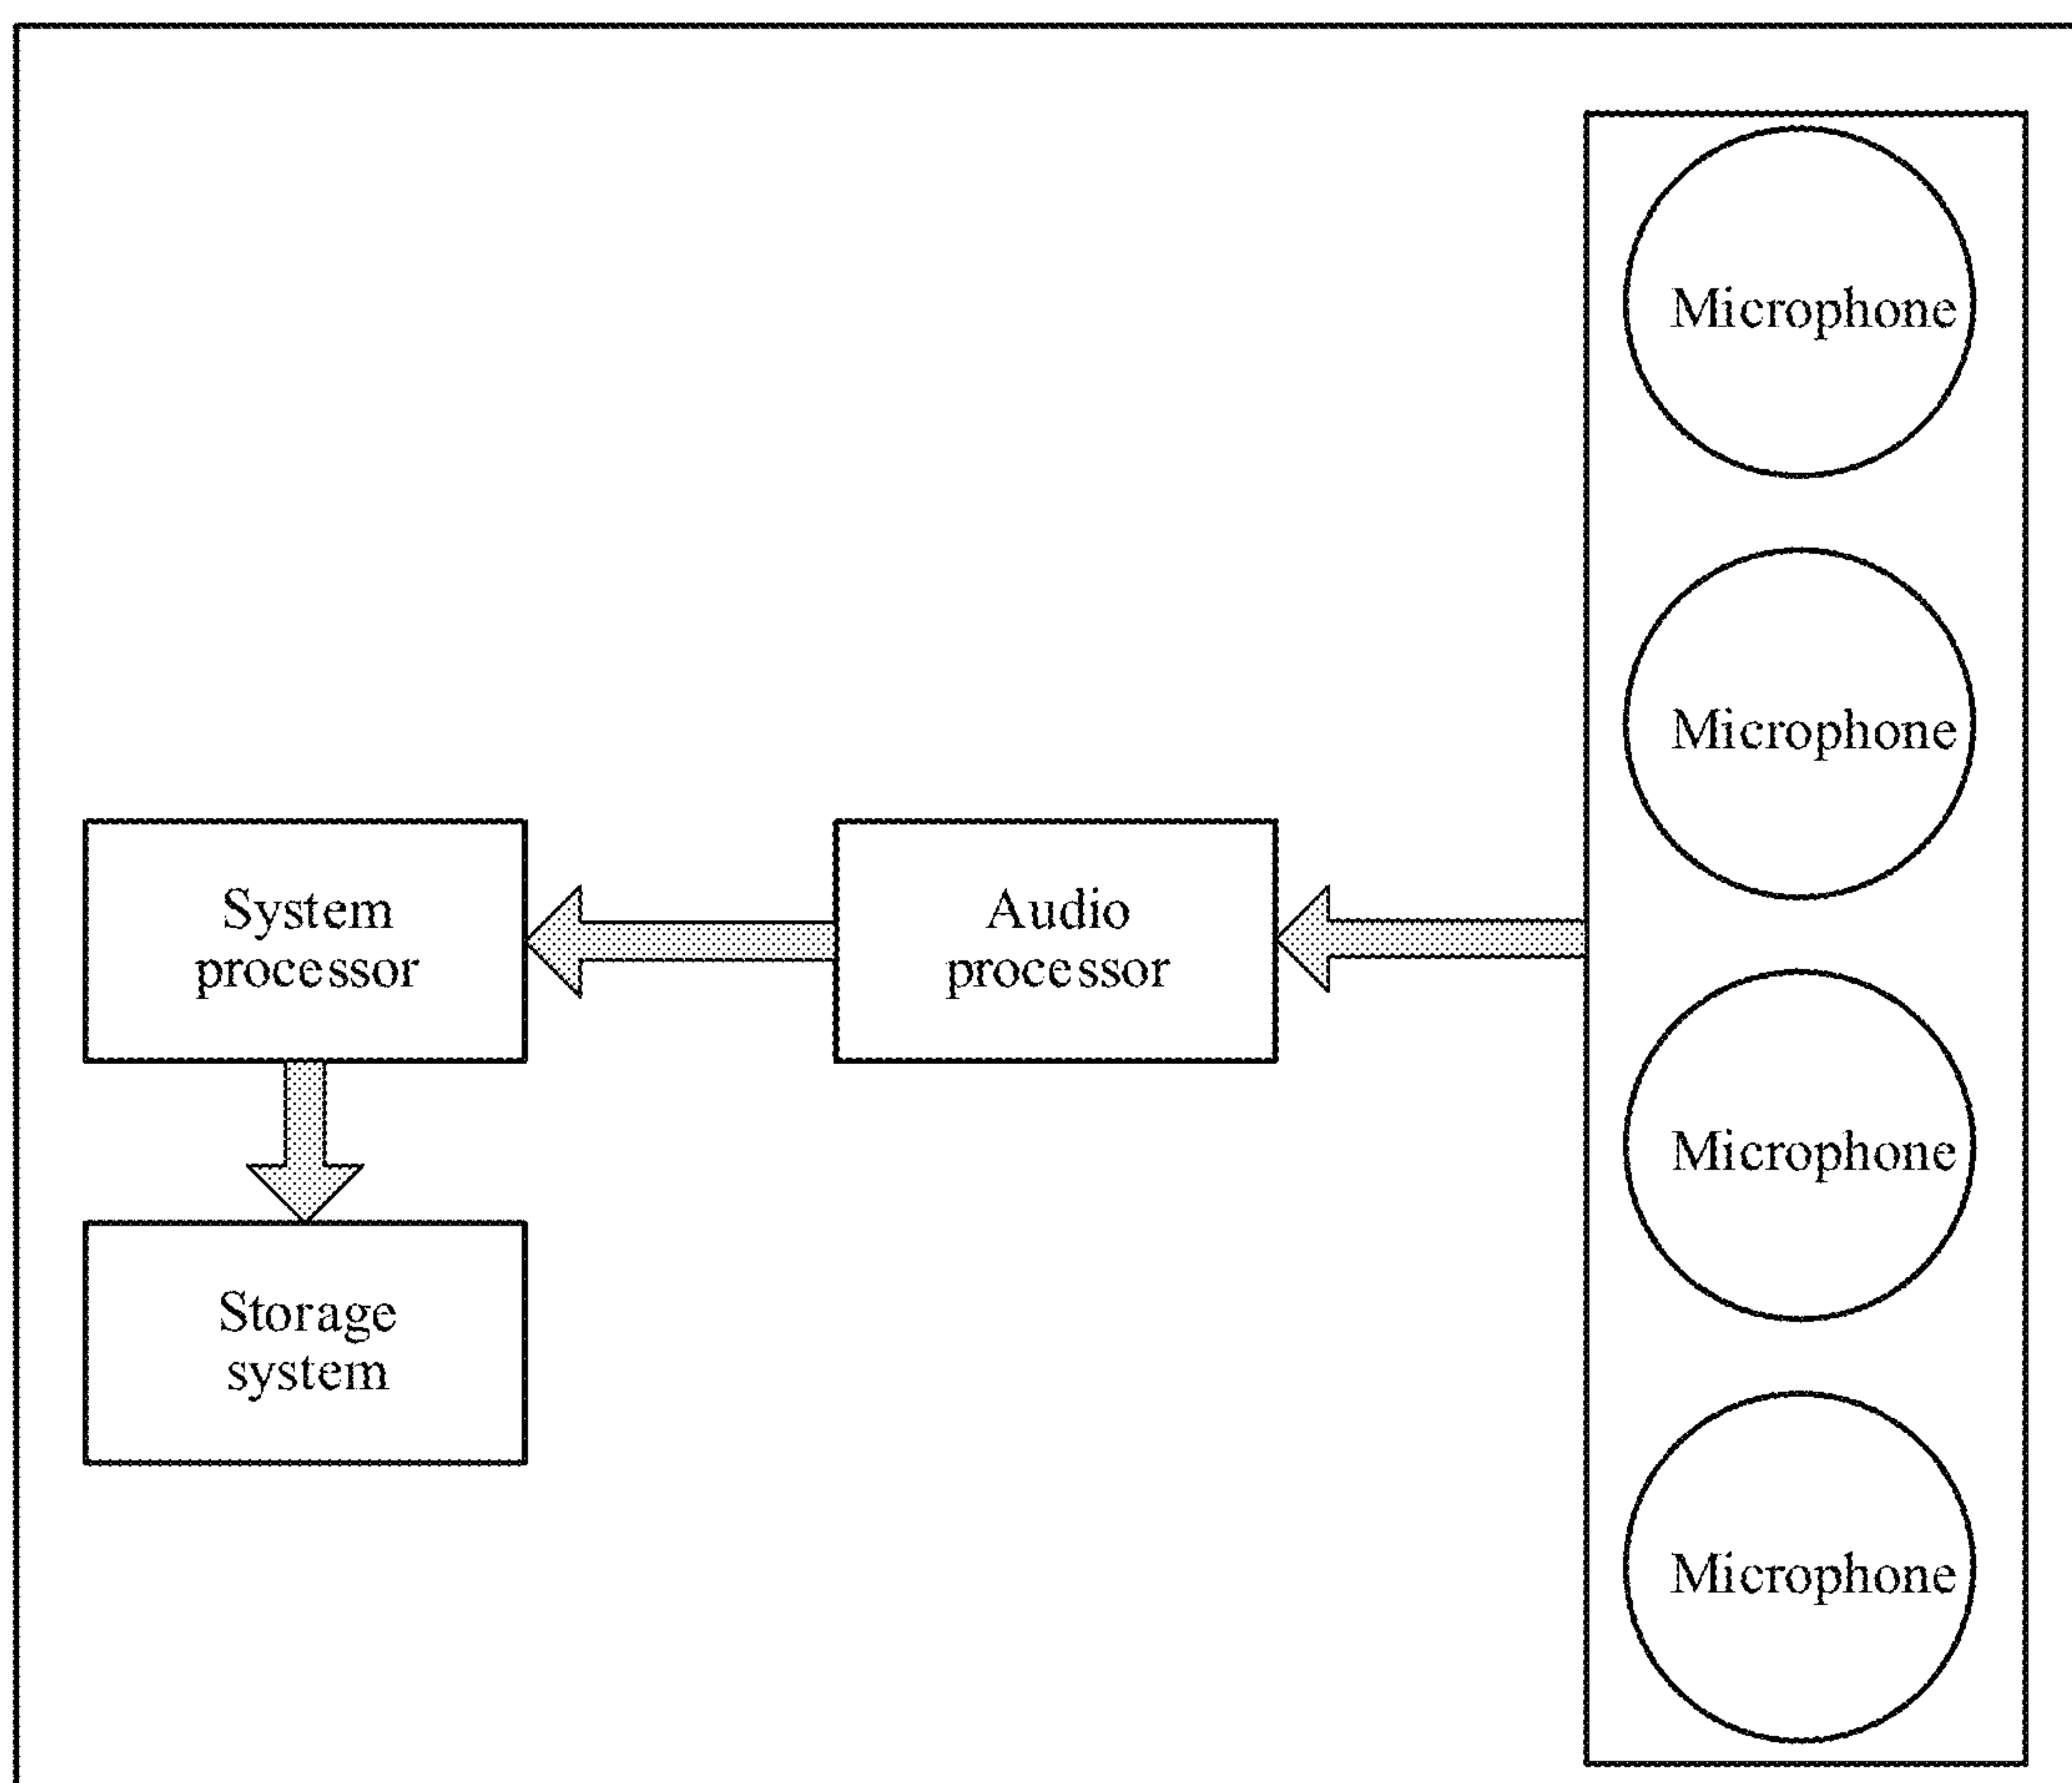 Microphone
Microphone
System
processor
Audio
processor
Microphone
Storage
system
Microphone